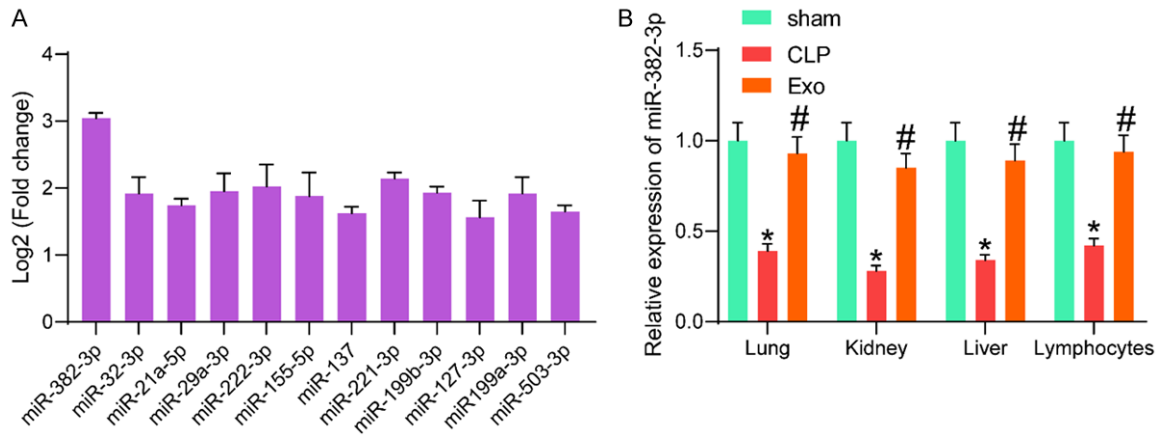 A
Log2 (Fold change)
4
3
2
1
0
miR-382-3p
miR-32-3p
miR-21a-5p
miR-29a-3p
miR-222-3p
miR-155-5p
miR-137
miR-221-3p
miR-199b-3p
miR-127-3p
miR199a-3p
miR-503-3p
B
sham
CLP
Exo
Relative expression of miR-382-3p
1.5
1.0
0.5
0.0
# # # #
* * * *
Lung Kidney Liver Lymphocytes